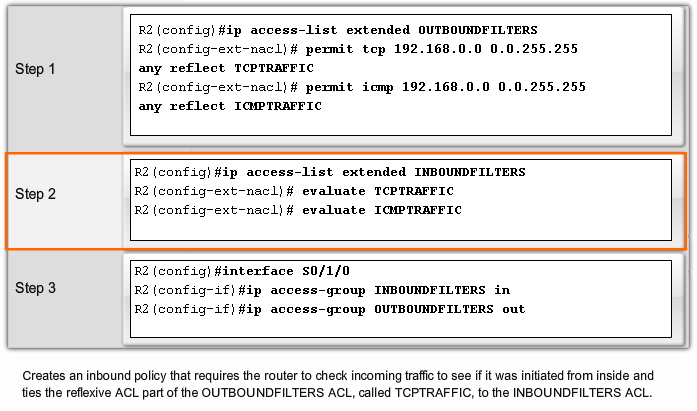 Step 1
R2(config)#ip access-list extended OUTBOUNDFILTERS
R2(config-ext-nacl)# permit tcp 192.168.0.0 0.0.255.255
any reflect TCPTRAFFIC
R2(config-ext-nacl)# permit icmp 192.168.0.0 0.0.255.255
any reflect ICMPTRAFFIC
Step 2
R2(config)#ip access-list extended INBOUNDFILTERS
R2(config-ext-nacl)# evaluate TCPTRAFFIC
R2(config-ext-nacl)# evaluate ICMPTRAFFIC
Step 3
R2(config)#interface S0/1/0
R2(config-if)#ip access-group INBOUNDFILTERS in
R2(config-if)#ip access-group OUTBOUNDFILTERS out
Creates an inbound policy that requires the router to check incoming traffic to see if it was initiated from inside and
ties the reflexive ACL part of the OUTBOUNDFILTERS ACL, called TCPTRAFFIC, to the INBOUNDFILTERS ACL.